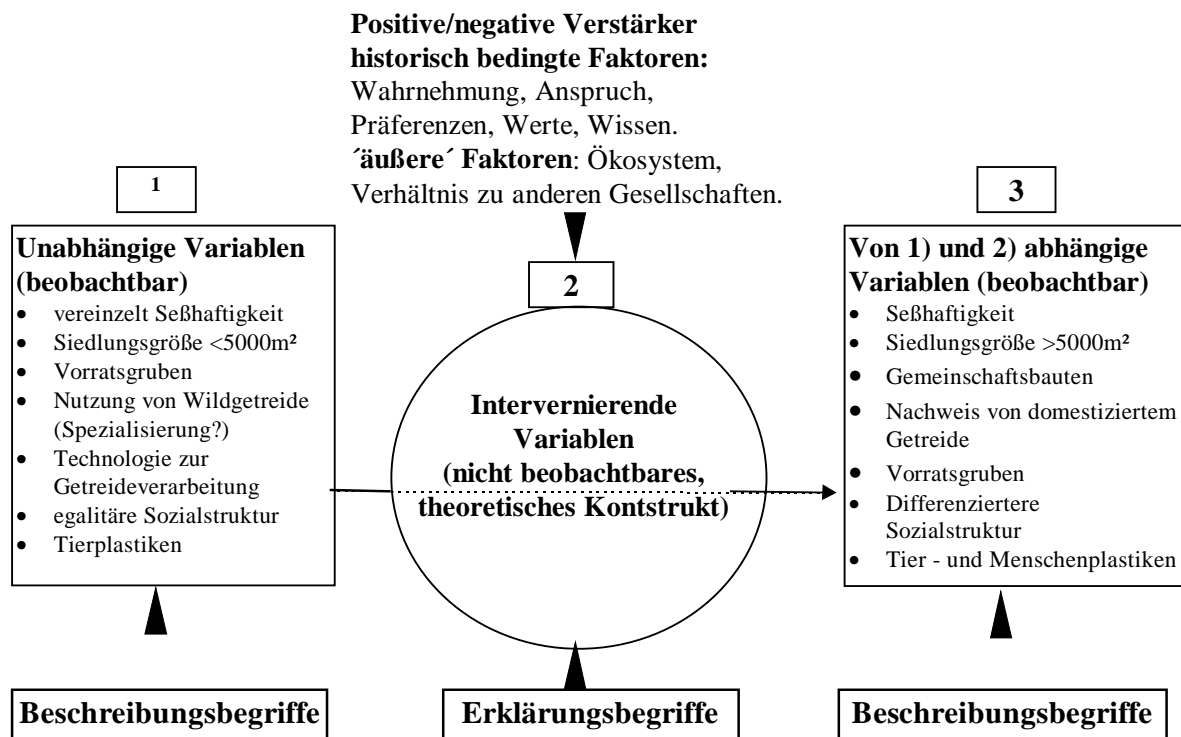 Positive/negative Verstärker
historisch bedingte Faktoren:
Wahrnehmung, Anspruch,
Präferenzen, Werte, Wissen.
´äußere´ Faktoren: Ökosystem,
Verhältnis zu anderen Gesellschaften.
1
Unabhängige Variablen
(beobachtbar)
• vereinzelt Seßhaftigkeit
• Siedlungsgröße <5000m²
• Vorratsgruben
• Nutzung von Wildgetreide
(Spezialisierung?)
• Technologie zur
Getreideverarbeitung
• egalitäre Sozialstruktur
• Tierplastiken
2
Intervernierende
Variablen
(nicht beobachtbares,
theoretisches Kontstrukt)
3
Von 1) und 2) abhängige
Variablen (beobachtbar)
• Seßhaftigkeit
• Siedlungsgröße >5000m²
• Gemeinschaftsbauten
• Nachweis von domestiziertem
Getreide
• Vorratsgruben
• Differenziertere
Sozialstruktur
• Tier - und Menschenplastiken
Beschreibungsbegriffe
Erklärungsbegriffe
Beschreibungsbegriffe